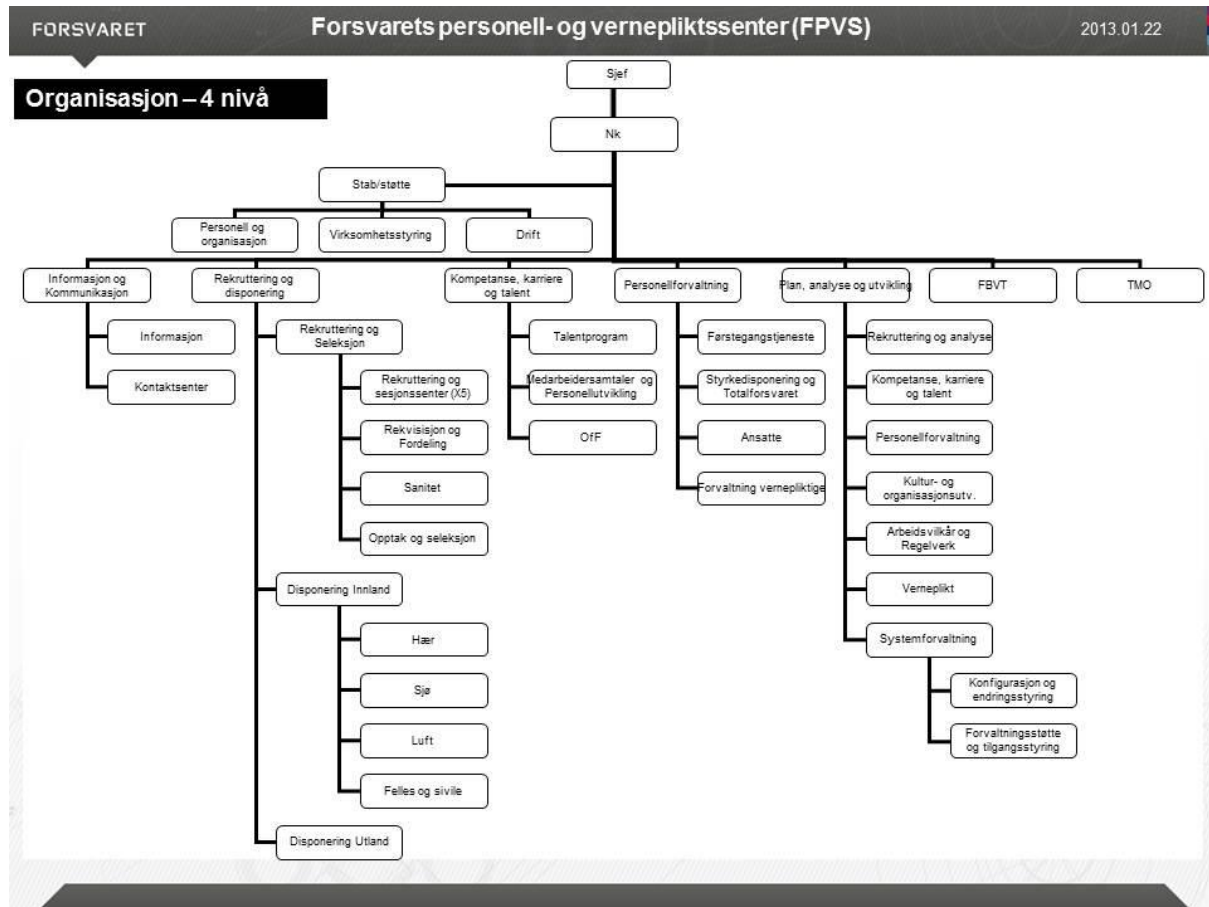 FORSVARET
Forsvarets personell- og vernepliktssenter (FPVS)
2013.01.22
Organisasjon – 4 nivå
Sjef
Nk
Stab/støtte
Personell og
organisasjon
Virksomhetsstyring
Drift
Informasjon og
Kommunikasjon
Rekruttering og
disponering
Kompetanse, karriere
og talent
Personellforvaltning
Plan, analyse og utvikling
FBVT
TMO
Informasjon
Kontaktsenter
Rekruttering og
Seleksjon
Rekruttering og
sesjonssenter (X5)
Rekvisisjon og
Fordeling
Sanitet
Opptak og seleksjon
Disponering Innland
Hær
Sjø
Luft
Felles og sivile
Disponering Utland
Talentprogram
Medarbeidersamtaler og
Personellutvikling
OfF
Førstegangstjeneste
Styrkedisponering og
Totalforsvaret
Ansatte
Forvaltning vernepliktige
Rekruttering og analyse
Kompetanse, karriere
og talent
Personellforvaltning
Kultur- og
organisasjonsutv.
Arbeidsvilkår og
Regelverk
Verneplikt
Systemforvaltning
Konfigurasjon og
endringsstyring
Forvaltningsstøtte
og tilgangsstyring